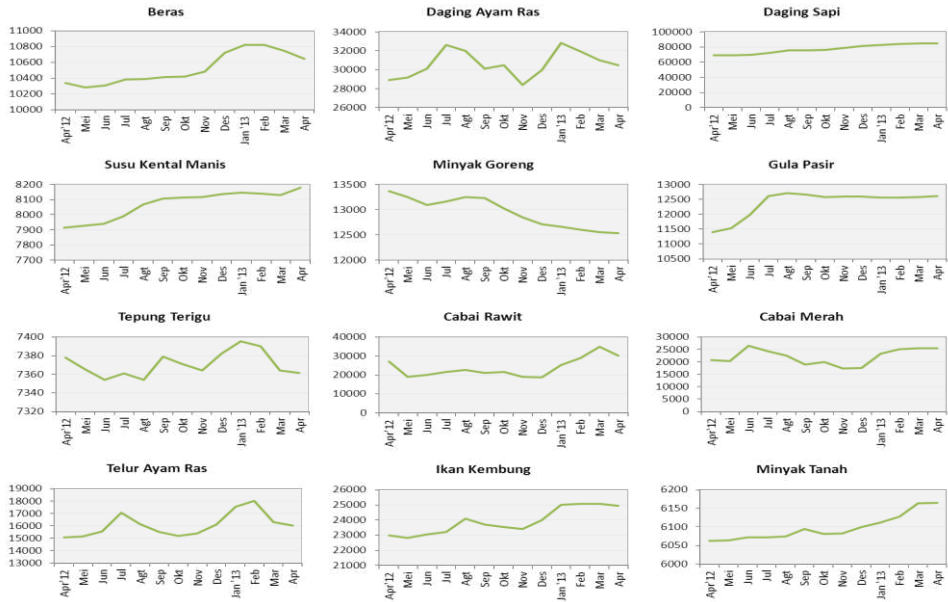 Beras
11000
10800
10600
10400
10200
10000
Apr'12 Mei Jun Jul Agt Sep Okt Nov Des Jan '13 Feb Mar Apr
Daging Ayam Ras
34000
32000
30000
28000
26000
Apr'12 Mei Jun Jul Agt Sep Okt Nov Des Jan '13 Feb Mar Apr
Daging Sapi
100000
80000
60000
40000
20000
0
Apr'12 Mei Jun Jul Agt Sep Okt Nov Des Jan '13 Feb Mar Apr
Susu Kental Manis
8200
8100
8000
7900
7800
7700
Apr'12 Mei Jun Jul Agt Sep Okt Nov Des Jan '13 Feb Mar Apr
Minyak Goreng
13500
13000
12500
12000
Apr'12 Mei Jun Jul Agt Sep Okt Nov Des Jan '13 Feb Mar Apr
Gula Pasir
13000
12500
12000
11500
11000
10500
Apr'12 Mei Jun Jul Agt Sep Okt Nov Des Jan '13 Feb Mar Apr
Tepung Terigu
7400
7380
7360
7340
7320
Apr'12 Mei Jun Jul Agt Sep Okt Nov Des Jan '13 Feb Mar Apr
Cabai Rawit
40000
30000
20000
10000
0
Apr'12 Mei Jun Jul Agt Sep Okt Nov Des Jan '13 Feb Mar Apr
Cabai Merah
30000
25000
20000
15000
10000
5000
0
Apr'12 Mei Jun Jul Agt Sep Okt Nov Des Jan '13 Feb Mar Apr
Telur Ayam Ras
19000
18000
17000
16000
15000
14000
13000
Apr'12 Mei Jun Jul Agt Sep Okt Nov Des Jan '13 Feb Mar Apr
Ikan Kembung
26000
25000
24000
23000
22000
21000
Apr'12 Mei Jun Jul Agt Sep Okt Nov Des Jan '13 Feb Mar Apr
Minyak Tanah
6200
6150
6100
6050
6000
Apr'12 Mei Jun Jul Agt Sep Okt Nov Des Jan '13 Feb Mar Apr